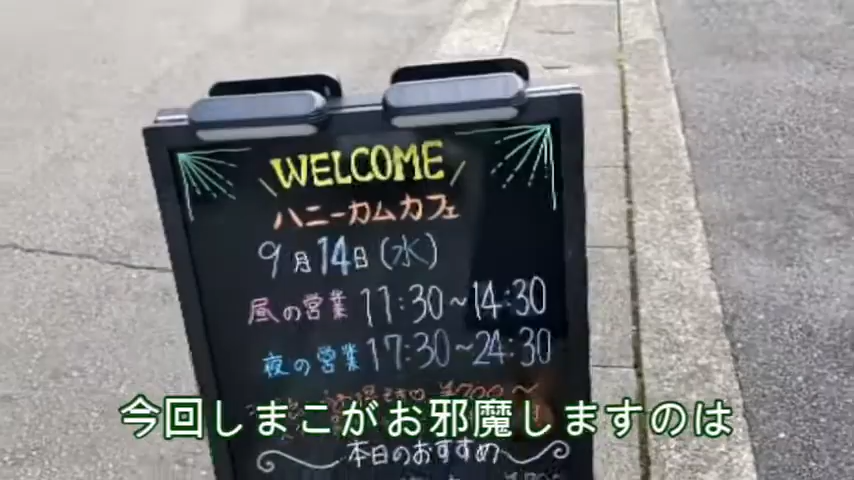 WELCOME
ハニーカムカフェ
9月14日(水)
昼の営業 11:30~14:30
夜の営業 17:30~24:30
¥700~
今回しまこがお邪魔しますのは
本日のおすすめ